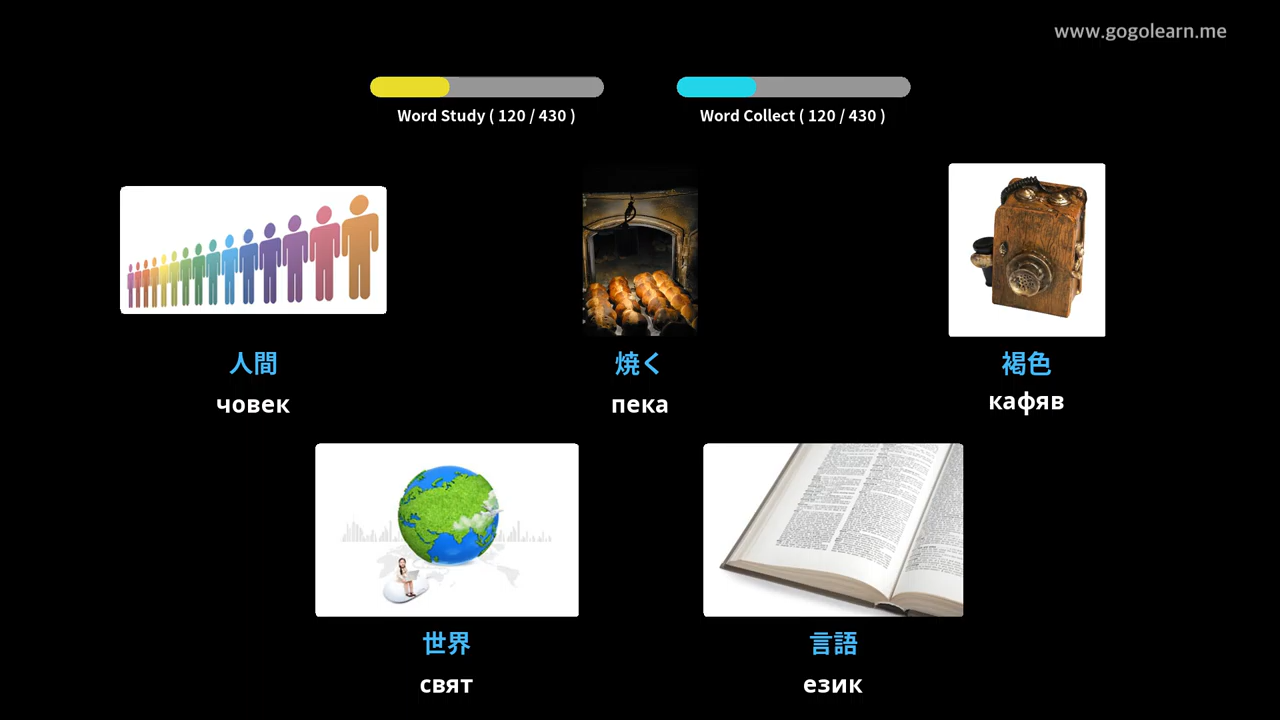 www.gogolearn.me
Word Study ( 120 / 430 )
Word Collect ( 120 / 430 )
人間
焼く
褐色
човек
пека
кафяв
世界
言語
свят
език